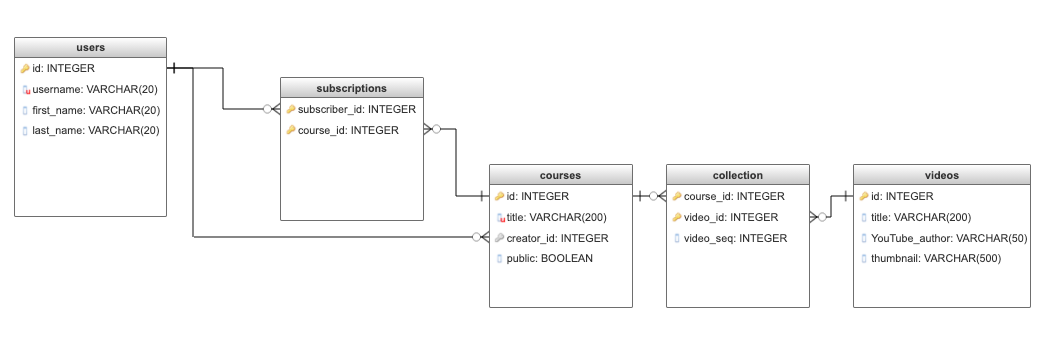 users
id: INTEGER
username: VARCHAR(20)
first_name: VARCHAR(20)
last_name: VARCHAR(20)
subscriptions
subscriber_id: INTEGER
course_id: INTEGER
courses
id: INTEGER
title: VARCHAR(200)
creator_id: INTEGER
public: BOOLEAN
collection
course_id: INTEGER
video_id: INTEGER
video_seq: INTEGER
videos
id: INTEGER
title: VARCHAR(200)
YouTube_author: VARCHAR(50)
thumbnail: VARCHAR(500)